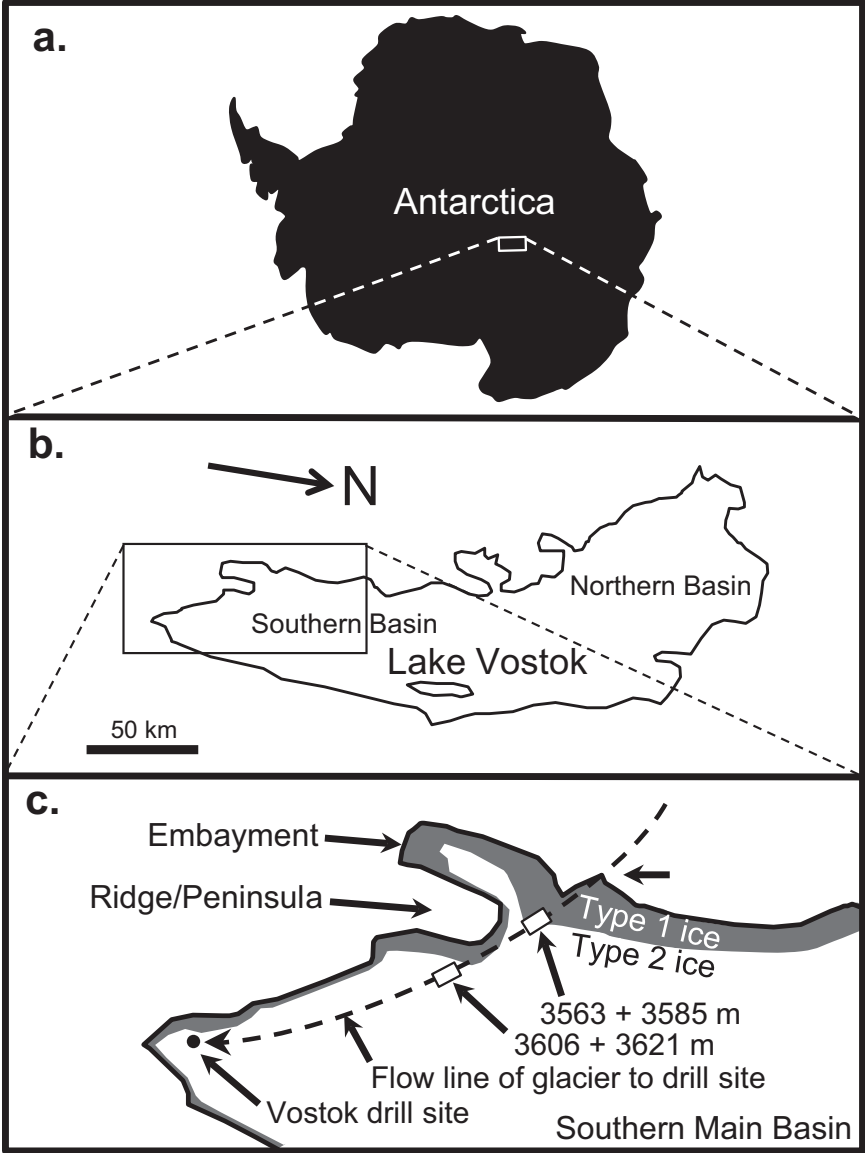 a.
Antarctica
b.
N
Northern Basin
Southern Basin
Lake Vostok
50 km
c.
Embayment
Ridge/Peninsula
Type 1 ice
Type 2 ice
3563 + 3585 m
3606 + 3621 m
Flow line of glacier to drill site
Vostok drill site
Southern Main Basin